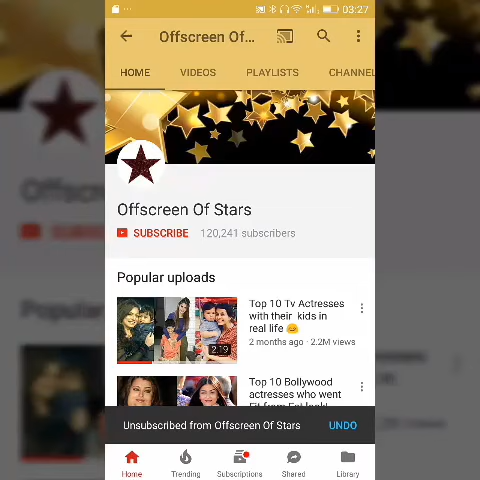 03:27
Offscreen Of...
HOME VIDEOS PLAYLISTS CHANNEL
Offscreen Of Stars
SUBSCRIBE 120,241 subscribers
Popular uploads
Top 10 Tv Actresses
with their kids in
real life
2 months ago · 2.2M views
2:19
Top 10 Bollywood
actresses who went
Unsubscribed from Offscreen Of Stars UNDO
Home Trending Subscriptions Shared Library